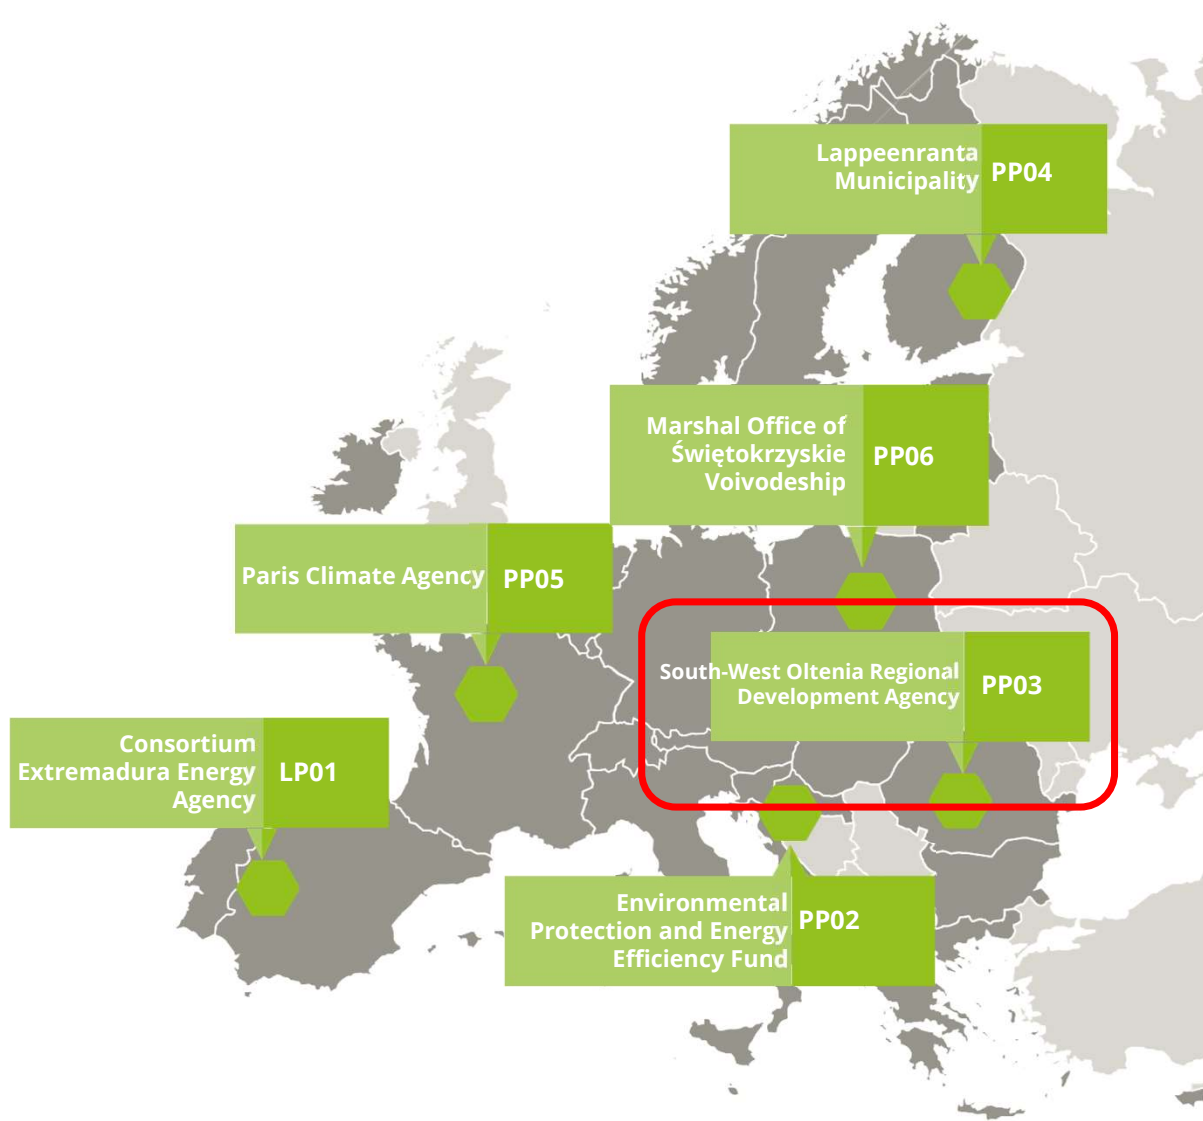 Lappeenranta
Municipality
PP04
Marshal Office of
Świętokrzyskie
Voivodeship
PP06
Paris Climate Agency
PP05
South-West Oltenia Regional
Development Agency
PP03
Consortium
Extremadura Energy
Agency
LP01
Environmental
Protection and Energy
Efficiency Fund
PP02